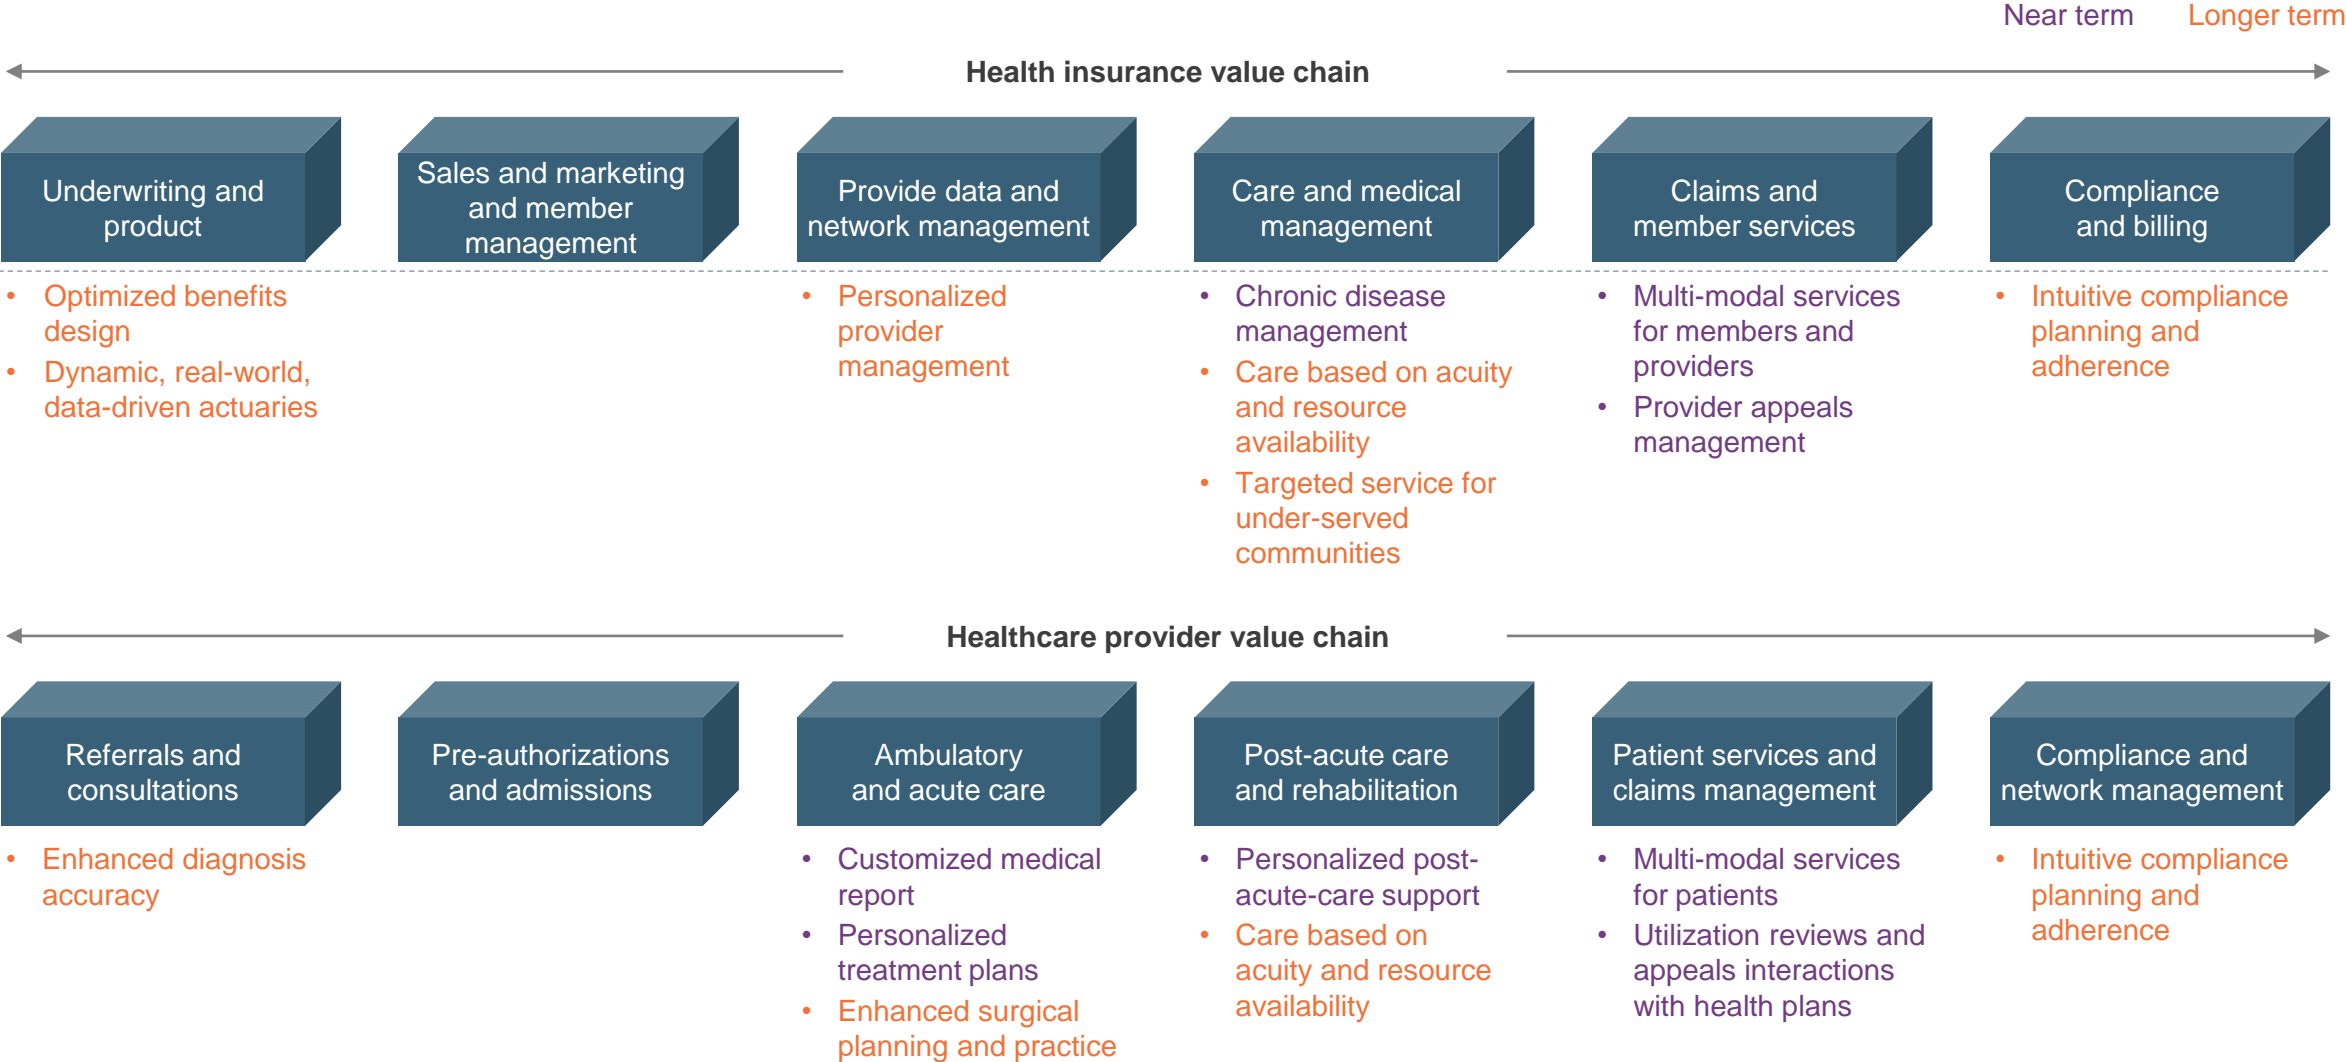 Near term Longer term
Health insurance value chain
Underwriting and
product
Sales and marketing
and member
management
Provide data and
network management
Care and medical
management
Claims and
member services
Compliance
and billing
• Optimized benefits
design
• Dynamic, real-world,
data-driven actuaries
• Personalized
provider
management
• Chronic disease
management
• Care based on acuity
and resource
availability
• Targeted service for
under-served
communities
• Multi-modal services
for members and
providers
• Provider appeals
management
• Intuitive compliance
planning and
adherence
Healthcare provider value chain
Referrals and
consultations
Pre-authorizations
and admissions
Ambulatory
and acute care
Post-acute care
and rehabilitation
Patient services and
claims management
Compliance and
network management
• Enhanced diagnosis
accuracy
• Customized medical
report
• Personalized
treatment plans
• Enhanced surgical
planning and practice
• Personalized post-
acute-care support
• Care based on
acuity and resource
availability
• Multi-modal services
for patients
• Utilization reviews and
appeals interactions
with health plans
• Intuitive compliance
planning and
adherence